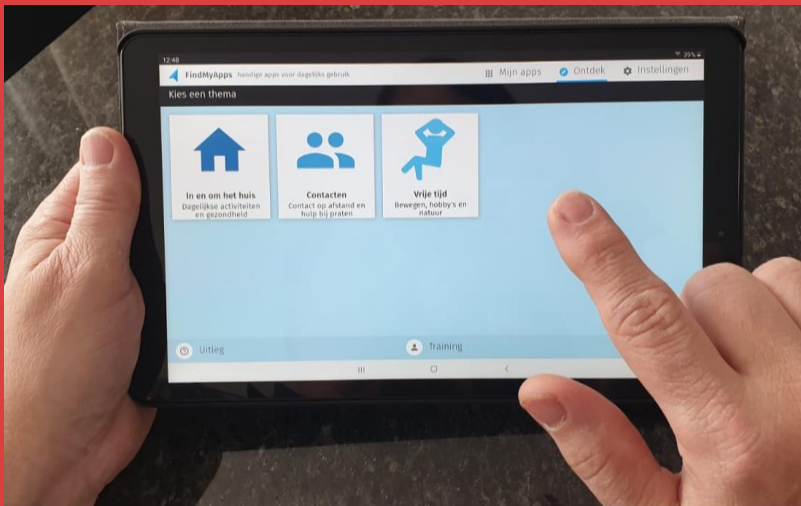 12:48
39%
FindMyApps handige apps voor dagelijks gebruik
Mijn apps
Ontdek
Instellingen
Kies een thema
In en om het huis
Dagelijkse activiteiten
en gezondheid
Contacten
Contact op afstand en
hulp bij praten
Vrije tijd
Bewegen, hobby's en
natuur
Uitleg
Training